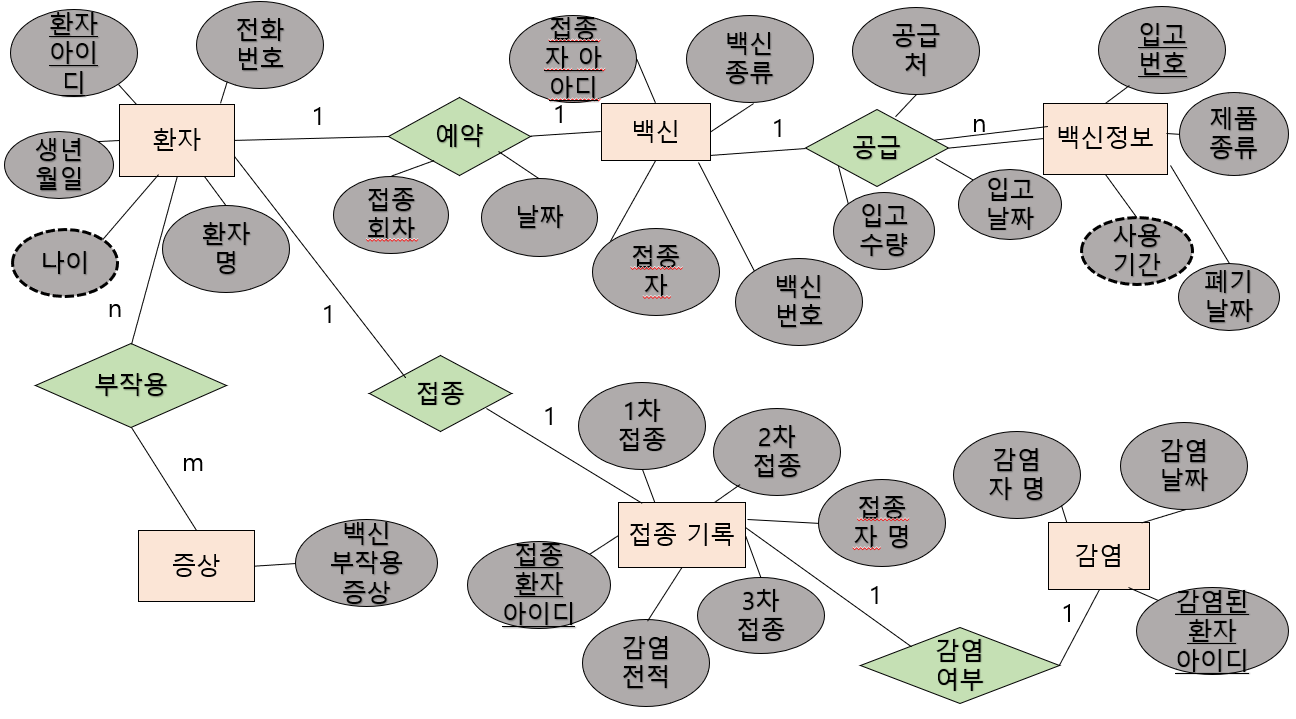 환자
아이
디
전화
번호
생년
월일
환자
나이
환자
명
1
예약
접종
회차
날짜
1
접종
자 아
아디
백신
종류
백신
접종
자
백신
번호
1
공급
처
공급
입고
수량
입고
날짜
n
입고
번호
제품
종류
백신정보
사용
기간
폐기
날짜
n
부작용
m
증상
백신
부작용
증상
1
접종
1
1차
접종
2차
접종
접종
자 명
접종 기록
접종
환자
아이디
감염
전적
3차
접종
1
감염
여부
1
감염
자 명
감염
날짜
감염
감염된
환자
아이디